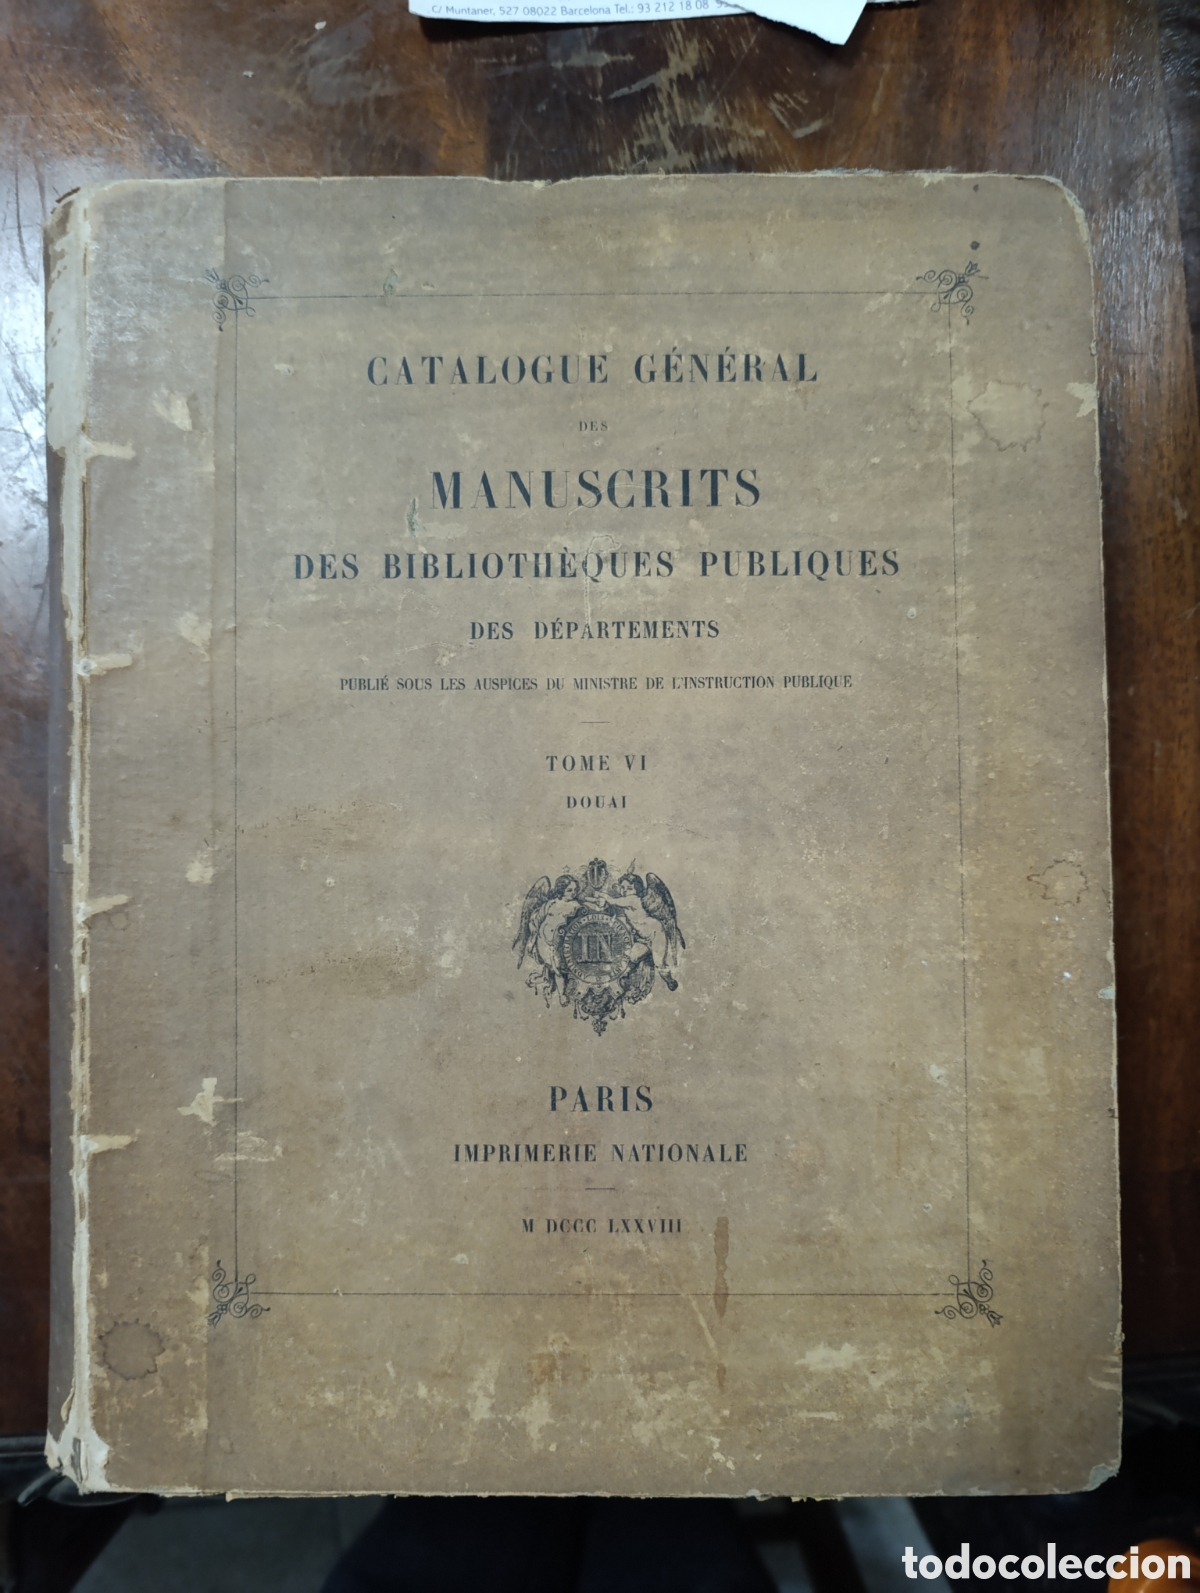 C/ Muntaner, 527 08022 Barcelona Tel.: 93 212 18 08
CATALOGUE GÉNÉRAL
DES
MANUSCRITS
DES BIBLIOTHÈQUES PUBLIQUES
DES DÉPARTEMENTS
PUBLIÉ SOUS LES AUSPICES DU MINISTRE DE L'INSTRUCTION PUBLIQUE
TOME VI
DOUAI
IN
PARIS
IMPRIMERIE NATIONALE
M DCCC LXXVIII
todocoleccion